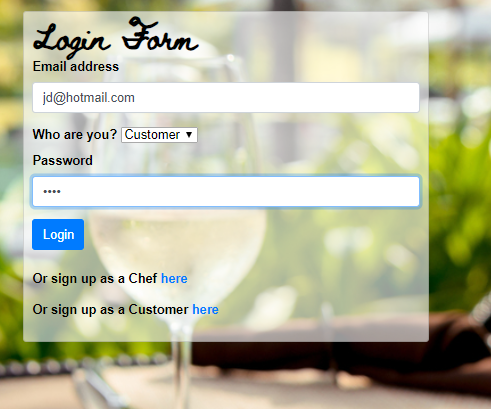 Login Form
Email address
jd@hotmail.com
Who are you? Customer
Password
••••
Login
Or sign up as a Chef here
Or sign up as a Customer here